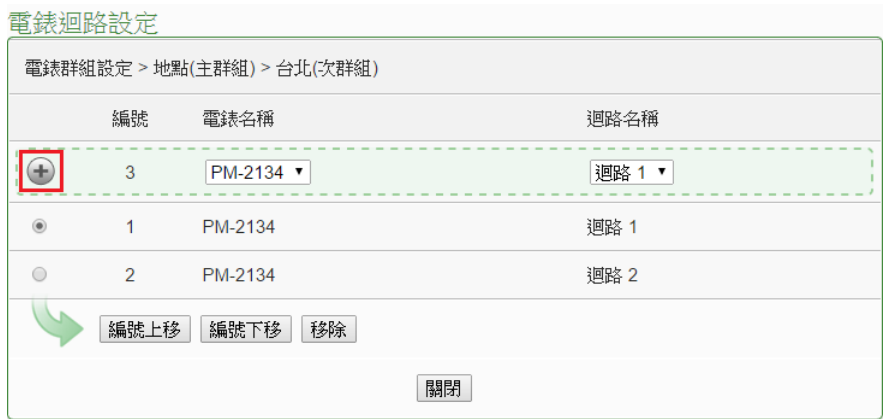 電錶迴路設定
電錶群組設定 > 地點(主群組) > 台北(次群組)
編號 電錶名稱 迴路名稱
3 PM-2134 迴路 1
1 PM-2134 迴路 1
2 PM-2134 迴路 2
編號上移 編號下移 移除
關閉